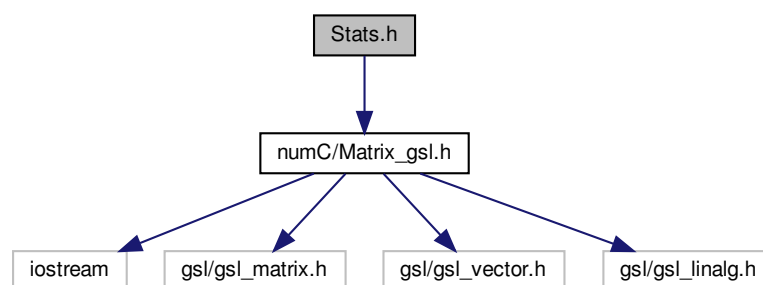 Stats.h
numC/Matrix_gsl.h
iostream
gsl/gsl_matrix.h
gsl/gsl_vector.h
gsl/gsl_linalg.h